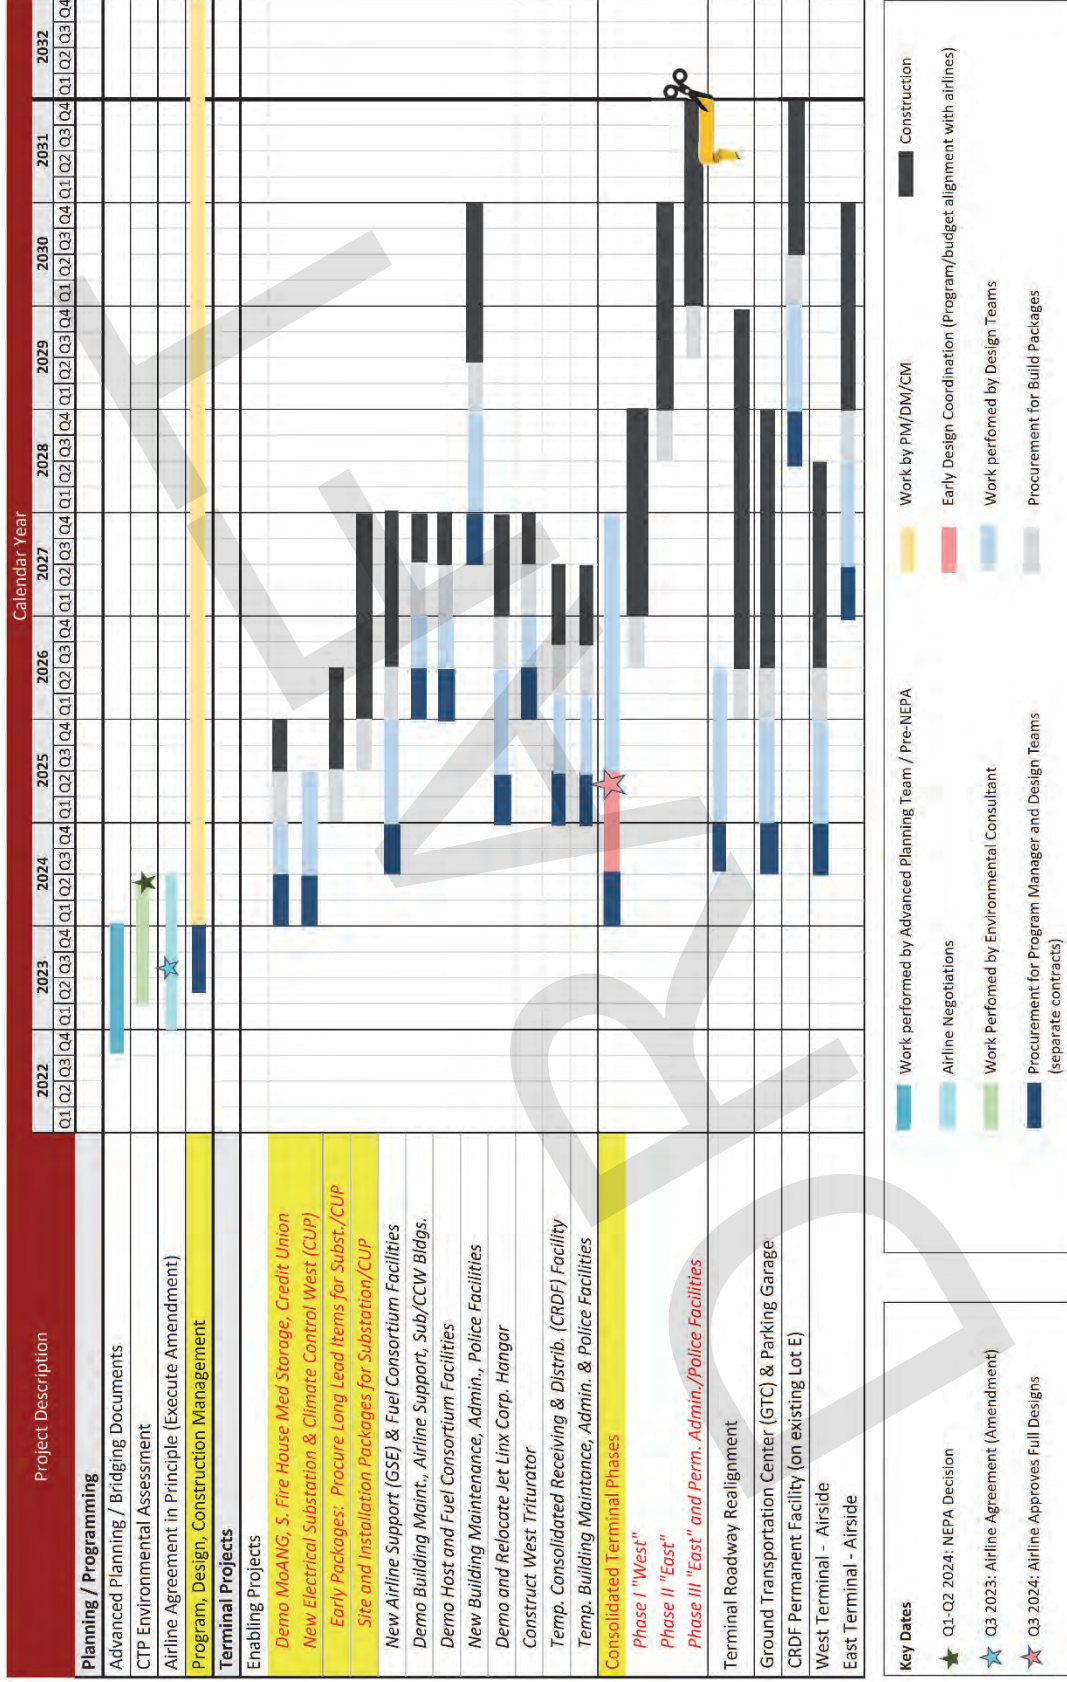 Project Description
Calendar Year
2022 2023 2024 2025 2026 2027 2028 2029 2030 2031 2032
Q1 Q2 Q3 Q4 Q1 Q2 Q3 Q4 Q1 Q2 Q3 Q4 Q1 Q2 Q3 Q4 Q1 Q2 Q3 Q4 Q1 Q2 Q3 Q4 Q1 Q2 Q3 Q4 Q1 Q2 Q3 Q4 Q1 Q2 Q3 Q4 Q1 Q2 Q3 Q4 Q1 Q2 Q3 Q4
Planning / Programming
Advanced Planning / Bridging Documents
CTP Environmental Assessment
Airline Agreement in Principle (Execute Amendment)
Program, Design, Construction Management
Terminal Projects
Enabling Projects
Demo MoANG, S. Fire House Med Storage, Credit Union
New Electrical Substation & Climate Control West (CUP)
Early Packages: Procure Long Lead Items for Subst./CUP
Site and Installation Packages for Substation/CUP
New Airline Support (GSE) & Fuel Consortium Facilities
Demo Building Maint., Airline Support, Sub/CCW Bldgs.
Demo Host and Fuel Consortium Facilities
New Building Maintenance, Admin., Police Facilities
Demo and Relocate Jet Linx Corp. Hangar
Construct West Triturator
Temp. Consolidated Receiving & Distrib. (CRDF) Facility
Temp. Building Maintance, Admin. & Police Facilities
Consolidated Terminal Phases
Phase I "West"
Phase II "East"
Phase III "East" and Perm. Admin./Police Facilities
Terminal Roadway Realignment
Ground Transportation Center (GTC) & Parking Garage
CRDF Permanent Facility (on existing Lot E)
West Terminal - Airside
East Terminal - Airside
DRAFT
Key Dates
Q1-Q2 2024: NEPA Decision
Q3 2023: Airline Agreement (Amendment)
Q3 2024: Airline Approves Full Designs
Work performed by Advanced Planning Team / Pre-NEPA
Airline Negotiations
Work Perfomed by Environmental Consultant
Procurement for Program Manager and Design Teams
(separate contracts)
Work by PM/DM/CM
Early Design Coordination (Program/budget alignment with airlines)
Work perfomed by Design Teams
Procurement for Build Packages
Construction